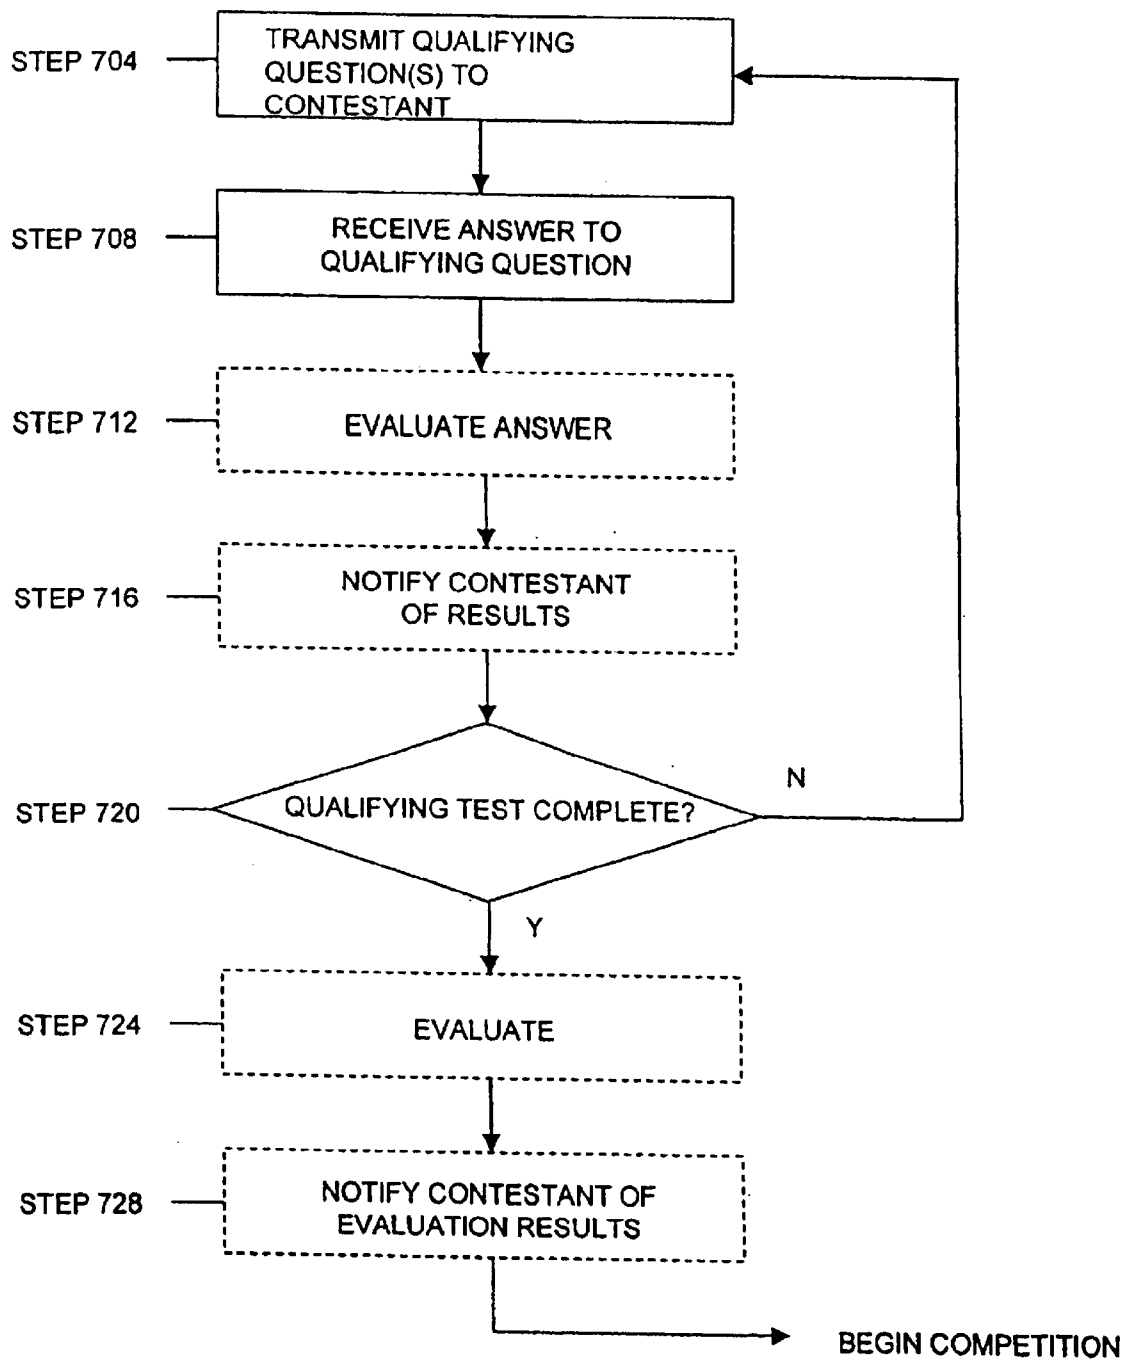 STEP 704
TRANSMIT QUALIFYING
QUESTION(S) TO
CONTESTANT
STEP 708
RECEIVE ANSWER TO
QUALIFYING QUESTION
STEP 712
EVALUATE ANSWER
STEP 716
NOTIFY CONTESTANT
OF RESULTS
N
STEP 720
QUALIFYING TEST COMPLETE?
Y
STEP 724
EVALUATE
STEP 728
NOTIFY CONTESTANT OF
EVALUATION RESULTS
BEGIN COMPETITION